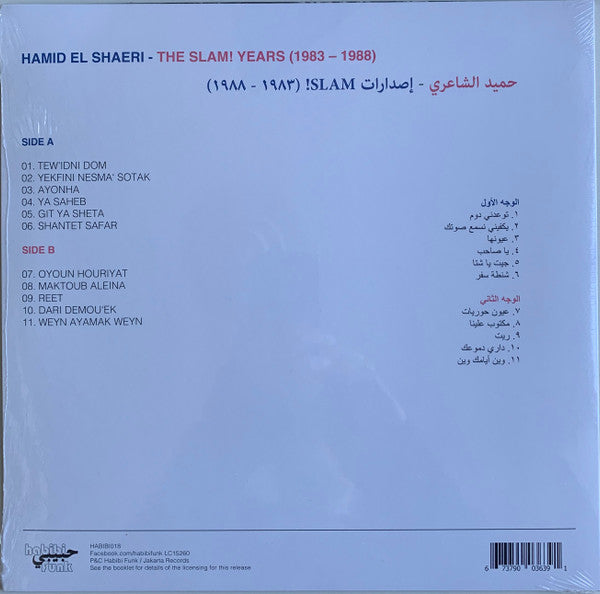 HAMID EL SHAERI - THE SLAM! YEARS (1983 – 1988)
حميد الشاعري - إصدارات SLAM! (١٩٨٣ - ١٩٨٨)
SIDE A
01. TEW'IDNI DOM
02. YEKFINI NESMA' SOTAK
03. AYONHA
04. YA SAHEB
05. GIT YA SHETA
06. SHANTET SAFAR
SIDE B
07. OYOUN HOURIYAT
08. MAKTOUB ALEINA
09. REET
10. DARI DEMOU'EK
11. WEYN AYAMAK WEYN
الوجه الأول
١. توعدني دوم
٢. يكفيني نسمع صوتك
٣. عيونها
٤. يا صاحب
٥. جيت يا شتا
٦. شنطة سفر
الوجه الثاني
٧. عيون حوريات
٨. مكتوب علينا
٩. ريت
١٠. داري دموعك
١١. وين أيامك وين
habibi
حبيبي
funk
HABIBI018
Facebook.com/habibifunk LC15260
P&C Habibi Funk / Jakarta Records
See the booklet for details of the licensing for this release
6 73790 03639 1